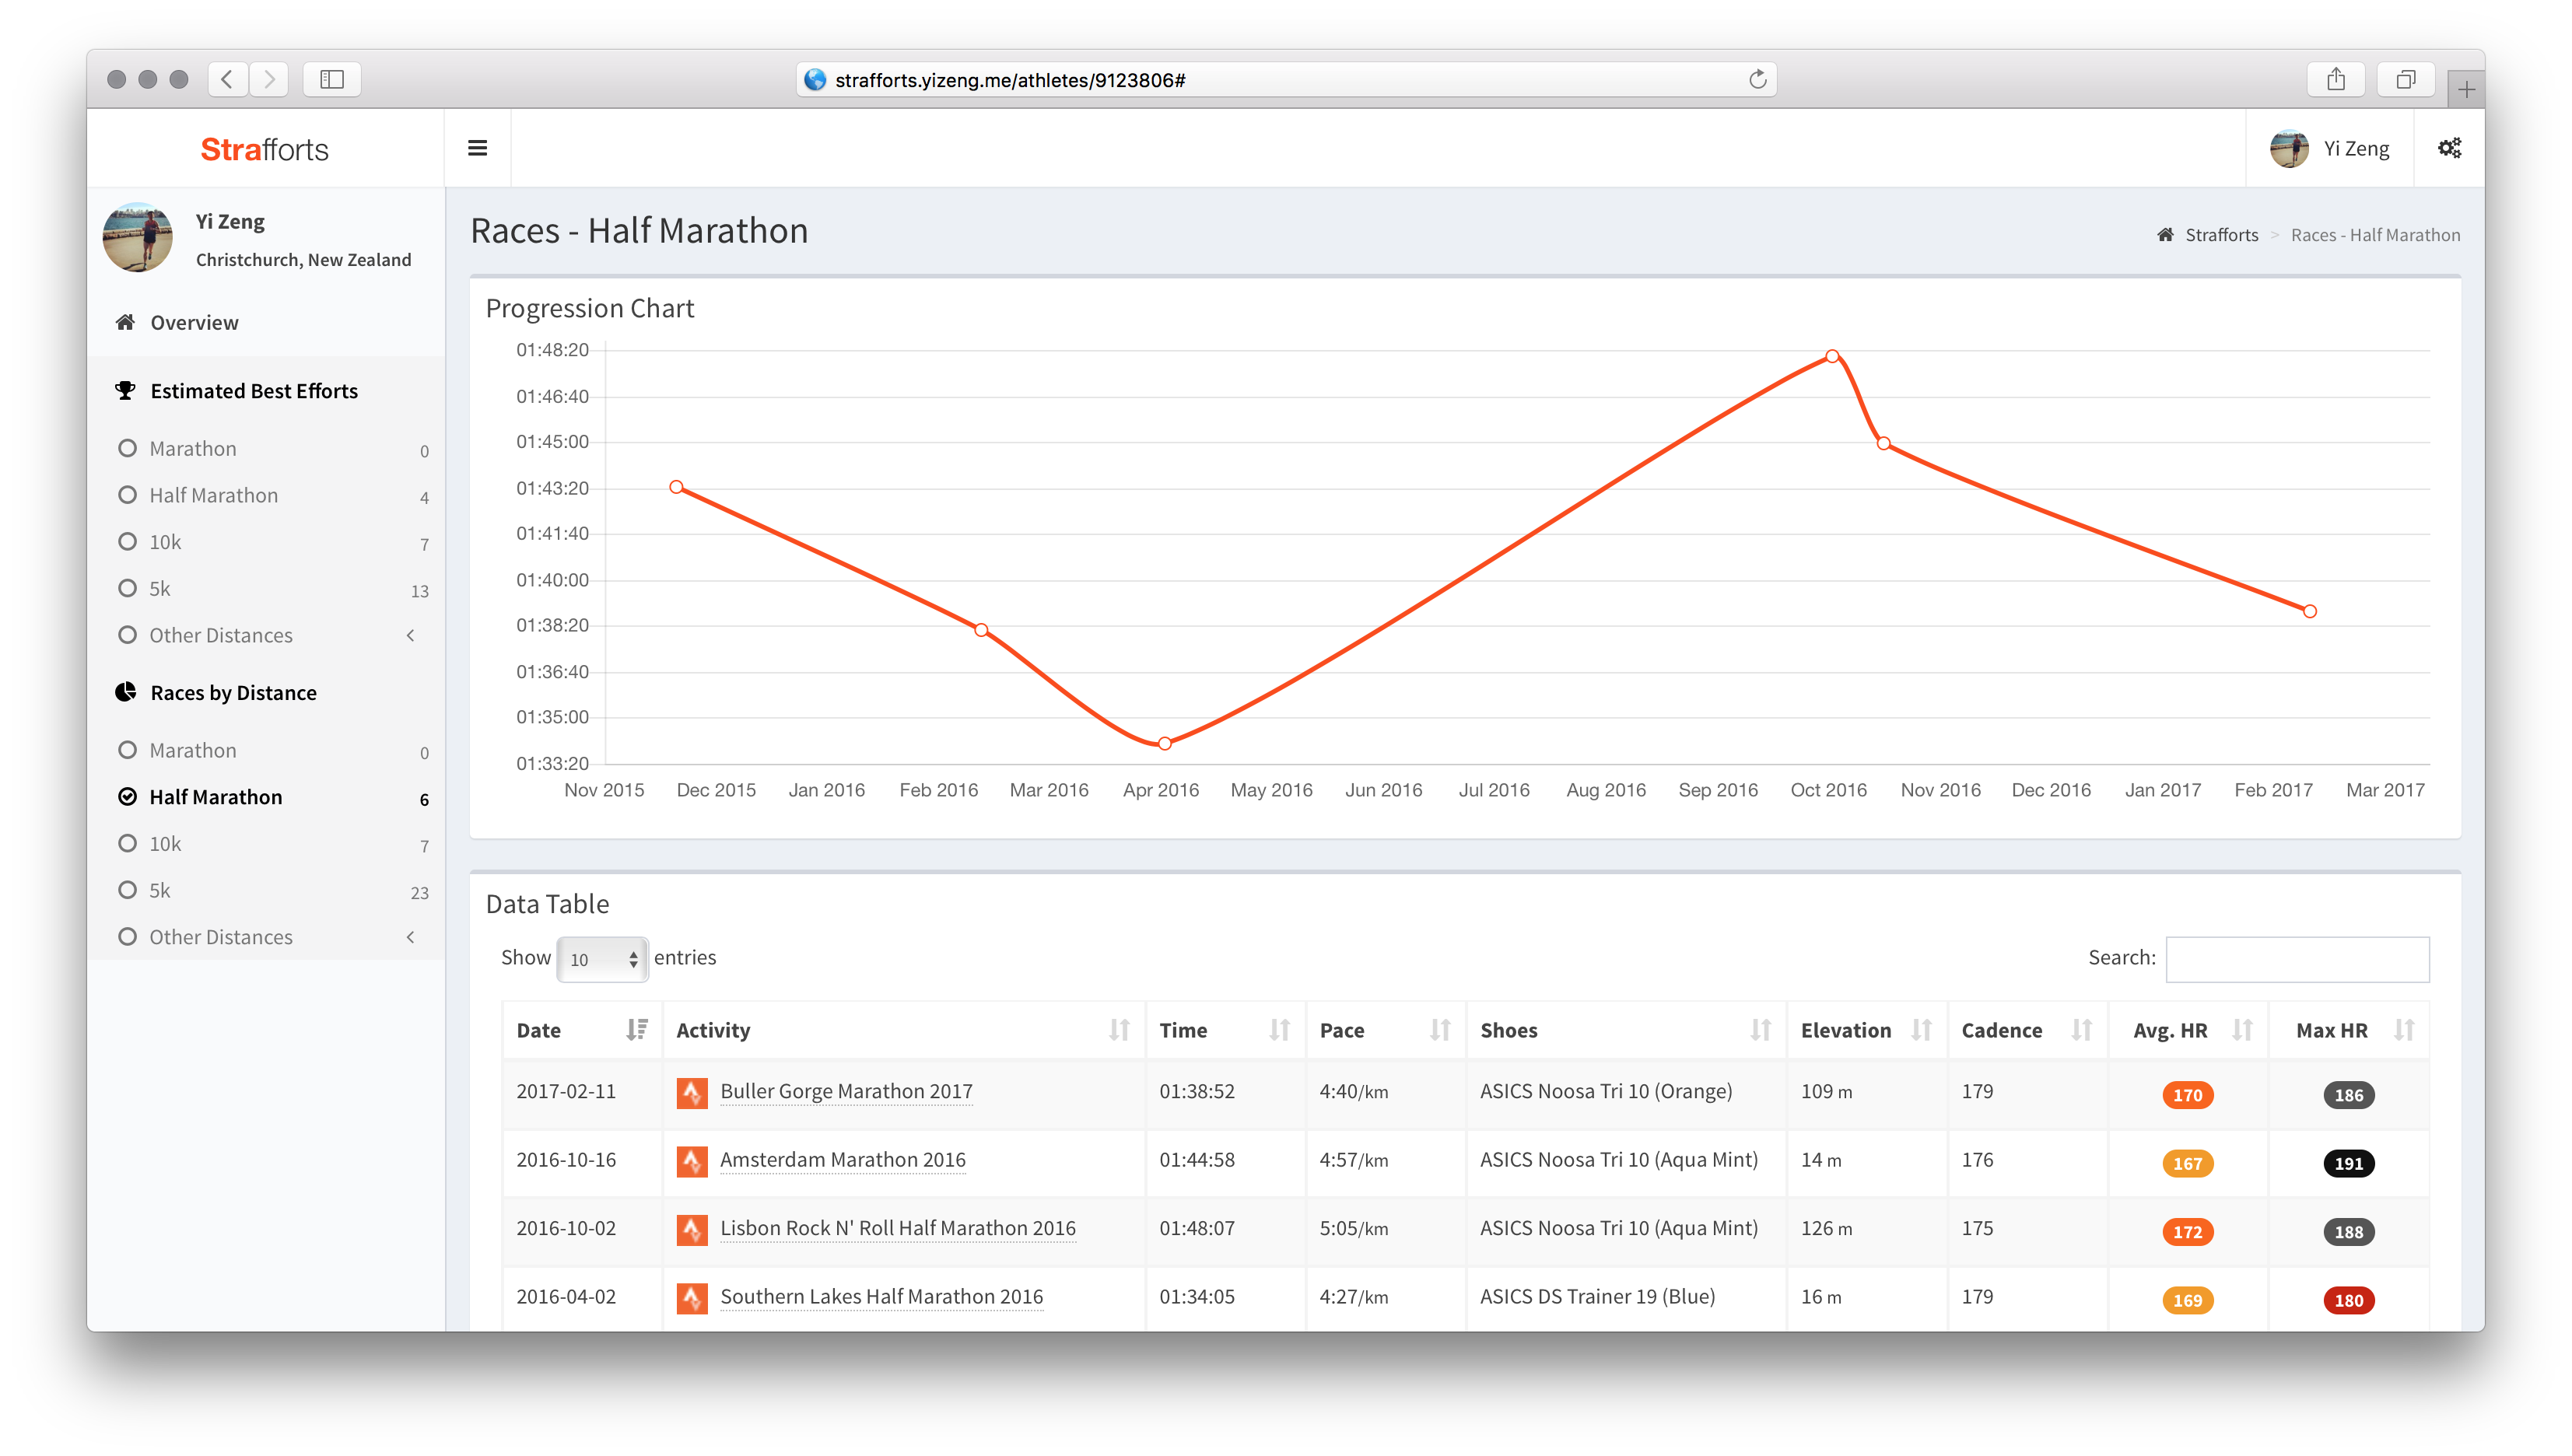 strafforts.yizeng.me/athletes/9123806#
Strafforts
Yi Zeng
Yi Zeng
Christchurch, New Zealand
Overview
Estimated Best Efforts
Marathon 0
Half Marathon 4
10k 7
5k 13
Other Distances
Races by Distance
Marathon 0
Half Marathon 6
10k 7
5k 23
Other Distances
Races - Half Marathon
Strafforts > Races - Half Marathon
Progression Chart
01:48:20
01:46:40
01:45:00
01:43:20
01:41:40
01:40:00
01:38:20
01:36:40
01:35:00
01:33:20
Nov 2015 Dec 2015 Jan 2016 Feb 2016 Mar 2016 Apr 2016 May 2016 Jun 2016 Jul 2016 Aug 2016 Sep 2016 Oct 2016 Nov 2016 Dec 2016 Jan 2017 Feb 2017 Mar 2017
Data Table
Show 10 entries Search:
Date Activity Time Pace Shoes Elevation Cadence Avg. HR Max HR
2017-02-11 Buller Gorge Marathon 2017 01:38:52 4:40/km ASICS Noosa Tri 10 (Orange) 109 m 179 170 186
2016-10-16 Amsterdam Marathon 2016 01:44:58 4:57/km ASICS Noosa Tri 10 (Aqua Mint) 14 m 176 167 191
2016-10-02 Lisbon Rock N' Roll Half Marathon 2016 01:48:07 5:05/km ASICS Noosa Tri 10 (Aqua Mint) 126 m 175 172 188
2016-04-02 Southern Lakes Half Marathon 2016 01:34:05 4:27/km ASICS DS Trainer 19 (Blue) 16 m 179 169 180